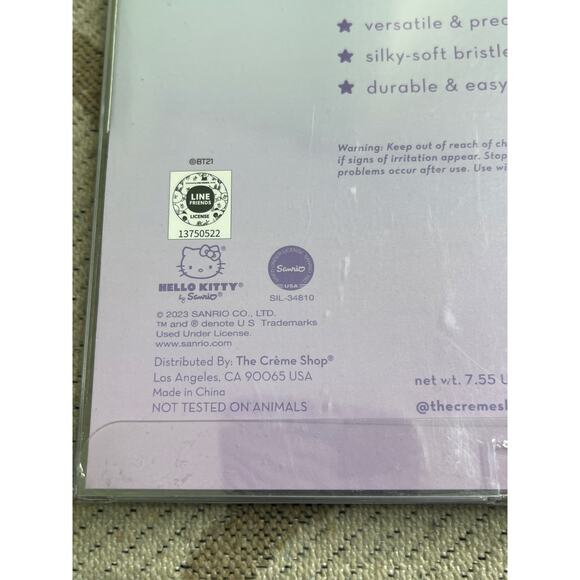 ★ versatile & prec
★ silky-soft bristle
★ durable & easy
Warning: Keep out of reach of ch
if signs of irritation appear. Stop
problems occur after use. Use wi
©BT21
LINE
FRIENDS
LICENSE
13750522
HELLO KITTY®
by Sanrio®
Sanrio
USA
SIL-34810
© 2023 SANRIO CO., LTD.
TM and ® denote U S Trademarks
Used Under License.
www.sanrio.com
Distributed By: The Crème Shop®
Los Angeles, CA 90065 USA
Made in China
NOT TESTED ON ANIMALS
net wt. 7.55 U
@thecremesh